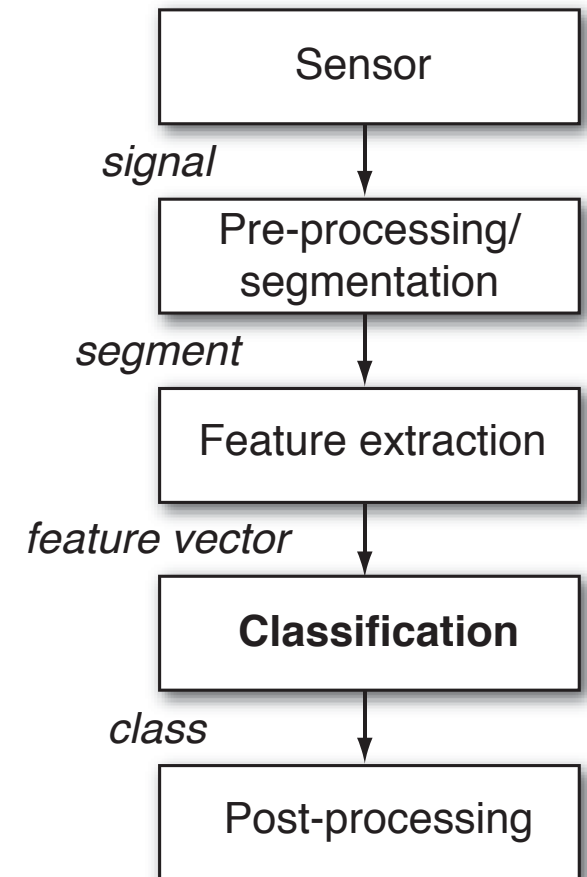 Sensor
signal
Pre-processing/
segmentation
segment
Feature extraction
feature vector
Classification
class
Post-processing